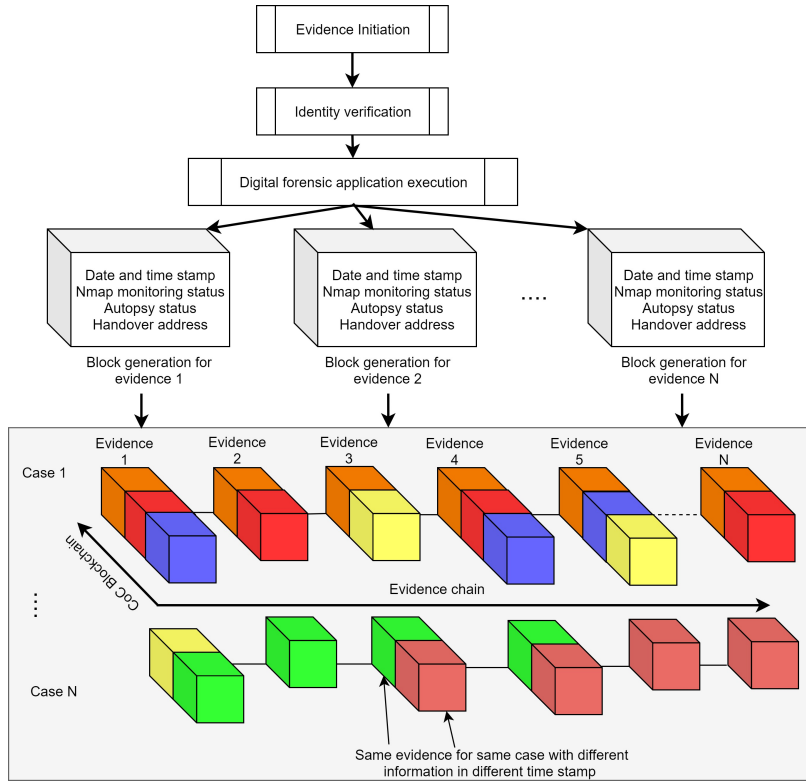 Evidence Initiation
Identity verification
Digital forensic application execution
Date and time stamp
Nmap monitoring status
Autopsy status
Handover address
Date and time stamp
Nmap monitoring status
Autopsy status
Handover address
....
Date and time stamp
Nmap monitoring status
Autopsy status
Handover address
Block generation for
evidence 1
Block generation for
evidence 2
Block generation for
evidence N
Case 1
Evidence
1
Evidence
2
Evidence
3
Evidence
4
Evidence
5
Evidence
N
CoC Blockchain
Evidence chain
....
Case N
Same evidence for same case with different
information in different time stamp